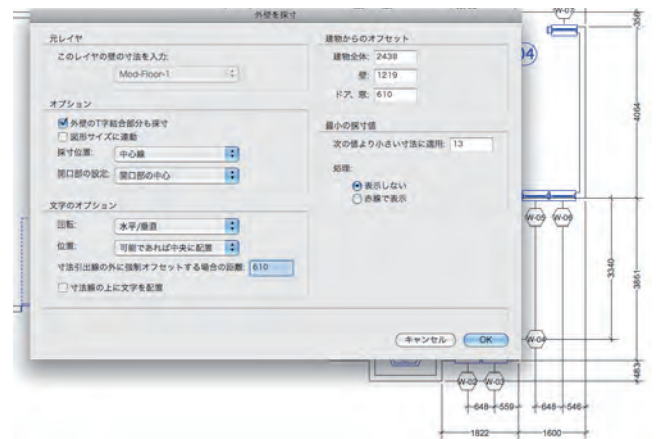 外壁を採寸
元レイヤ
このレイヤの壁の寸法を入力:
Mod-Floor-1
オプション
外壁のT字結合部分も採寸
図形サイズに連動
採寸位置: 中心線
開口部の設定: 開口部の中心
文字のオプション
回転: 水平/垂直
位置: 可能であれば中央に配置
寸法引出線の外に強制オフセットする場合の距離: 610
寸法線の上に文字を配置
建物からのオフセット
建物全体: 2438
壁: 1219
ドア、窓: 610
最小の採寸値
次の値より小さい寸法に適用: 13
処理:
表示しない
赤線で表示
キャンセル OK
W-07
356
04
4064
W-05 W-06
3340
3861
W-04
483
W-02 W-03
648 559 648 546
1822 1600